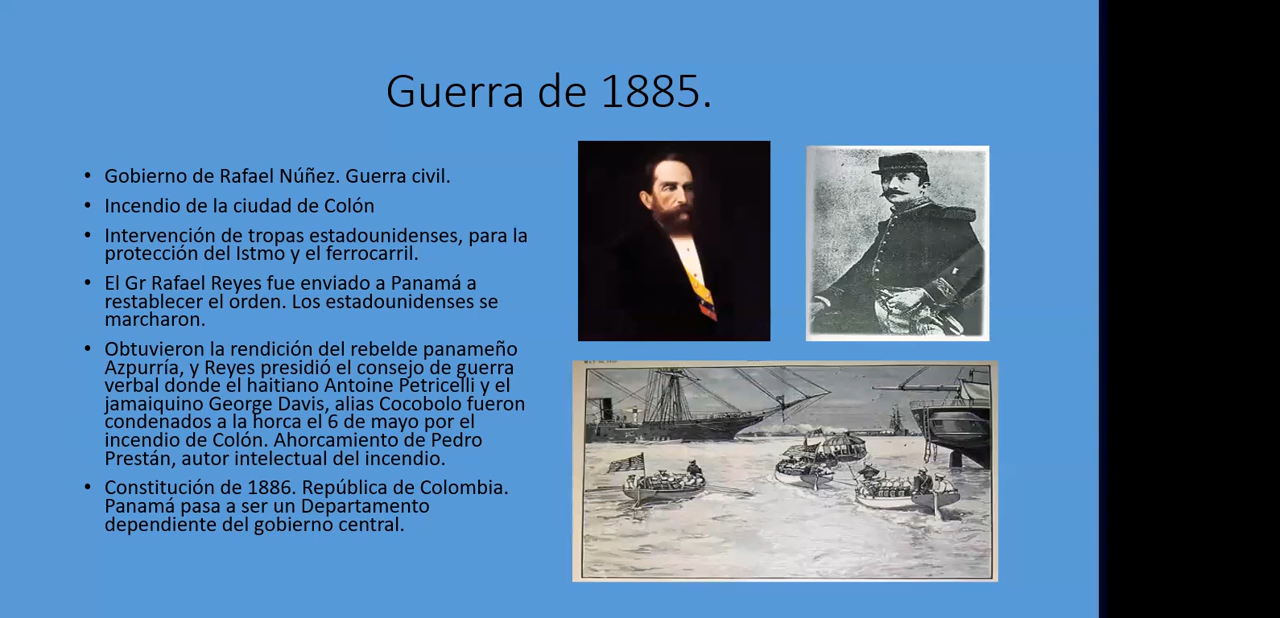 Guerra de 1885.
• Gobierno de Rafael Núñez. Guerra civil.
• Incendio de la ciudad de Colón
• Intervención de tropas estadounidenses, para la
protección del Istmo y el ferrocarril.
• El Gr Rafael Reyes fue enviado a Panamá a
restablecer el orden. Los estadounidenses se
marcharon.
• Obtuvieron la rendición del rebelde panameño
Azpurría, y Reyes presidió el consejo de guerra
verbal donde el haitiano Antoine Petricelli y el
jamaiquino George Davis, alias Cocobolo fueron
condenados a la horca el 6 de mayo por el
incendio de Colón. Ahorcamiento de Pedro
Prestán, autor intelectual del incendio.
• Constitución de 1886. República de Colombia.
Panamá pasa a ser un Departamento
dependiente del gobierno central.